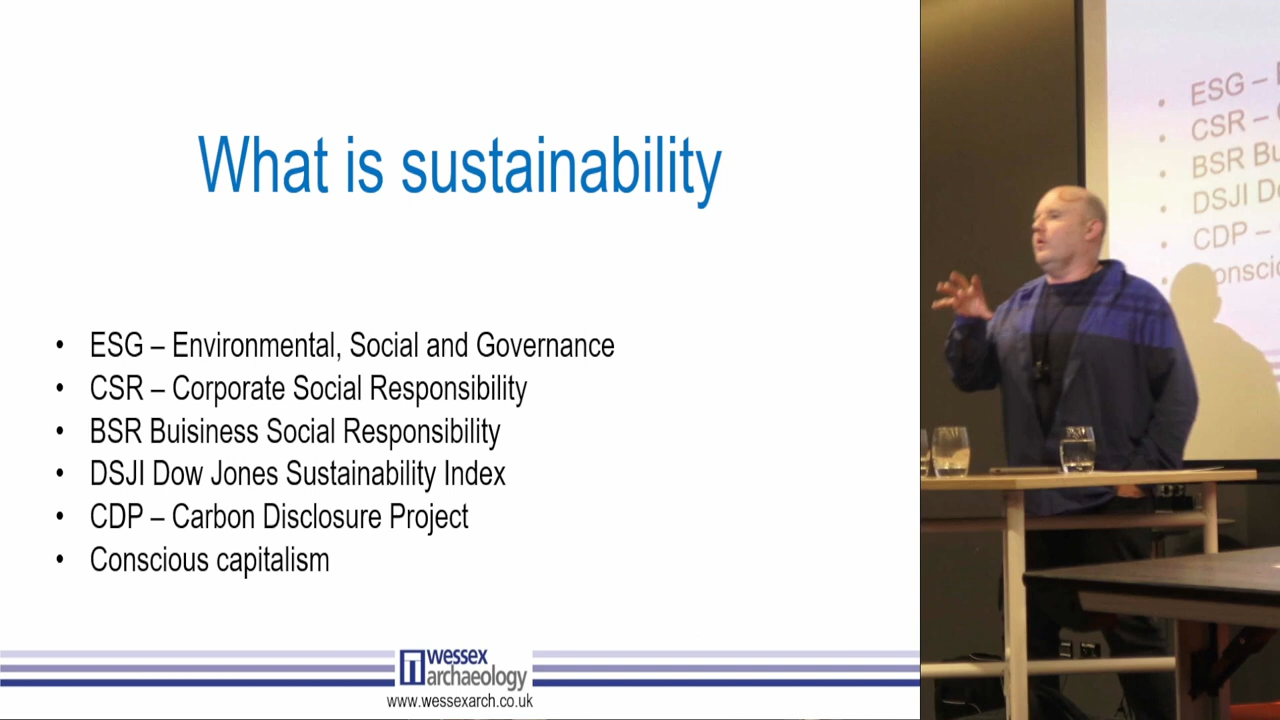 What is sustainability
• ESG – Environmental, Social and Governance
• CSR – Corporate Social Responsibility
• BSR Buisiness Social Responsibility
• DSJI Dow Jones Sustainability Index
• CDP – Carbon Disclosure Project
• Conscious capitalism
wessex
archaeology
www.wessexarch.co.uk
• ESG –
• CSR –
• BSR
• DSJI
• CDP –